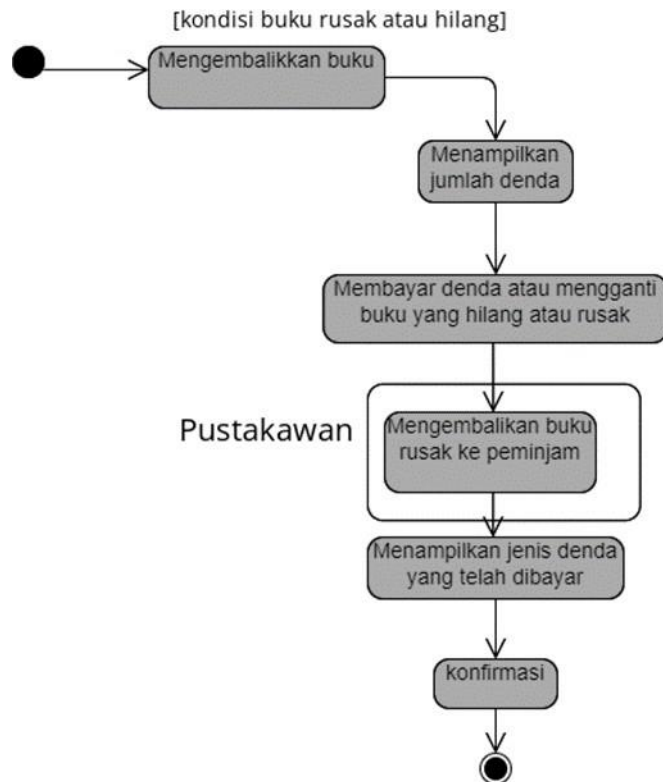 [kondisi buku rusak atau hilang]
Mengembalikkan buku
Menampilkan
jumlah denda
Membayar denda atau mengganti
buku yang hilang atau rusak
Pustakawan
Mengembalikan buku
rusak ke peminjam
Menampilkan jenis denda
yang telah dibayar
konfirmasi